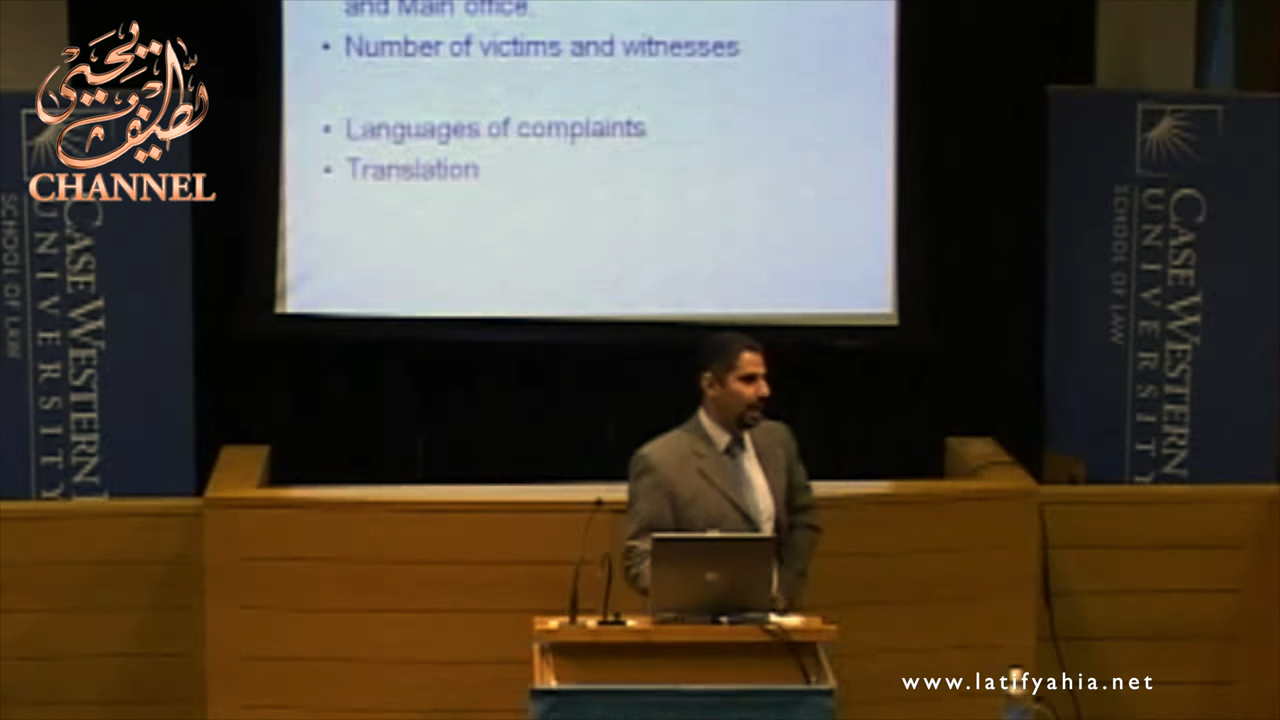 لطيف يحيى
CHANNEL
and Main office.
• Number of victims and witnesses
• Languages of complaints
• Translation
CASE WESTERN
UNIVERSITY
SCHOOL OF LAW
CASE WESTERN
UNIVERSITY
SCHOOL OF LAW
www.latifyahia.net